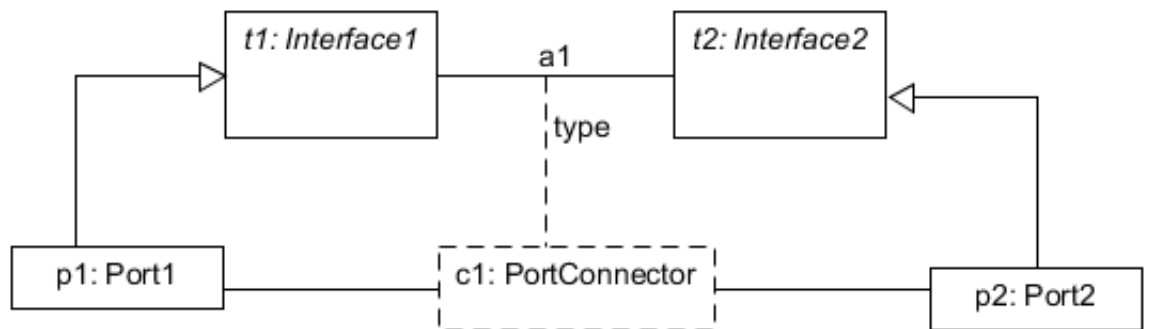 t1: Interface1
a1
t2: Interface2
type
p1: Port1
c1: PortConnector
p2: Port2